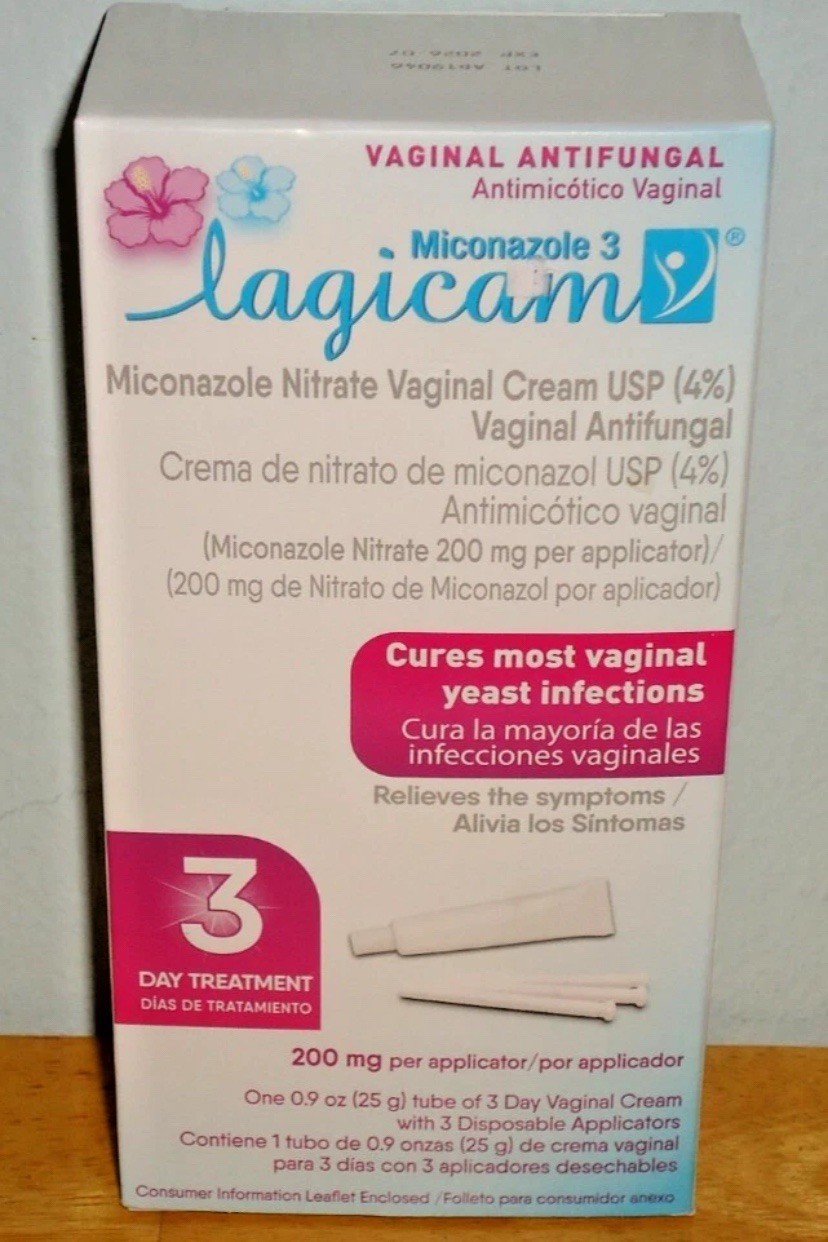 LOT AB19046
EXP 2026 07
VAGINAL ANTIFUNGAL
Antimicótico Vaginal
Miconazole 3
lagicam ®
Miconazole Nitrate Vaginal Cream USP (4%)
Vaginal Antifungal
Crema de nitrato de miconazol USP (4%)
Antimicótico vaginal
(Miconazole Nitrate 200 mg per applicator)/
(200 mg de Nitrato de Miconazol por aplicador)
Cures most vaginal
yeast infections
Cura la mayoría de las
infecciones vaginales
Relieves the symptoms /
Alivia los Síntomas
3
DAY TREATMENT
DÍAS DE TRATAMIENTO
200 mg per applicator/por applicador
One 0.9 oz (25 g) tube of 3 Day Vaginal Cream
with 3 Disposable Applicators
Contiene 1 tubo de 0.9 onzas (25 g) de crema vaginal
para 3 días con 3 aplicadores desechables
Consumer Information Leaflet Enclosed /Folleto para consumidor anexo